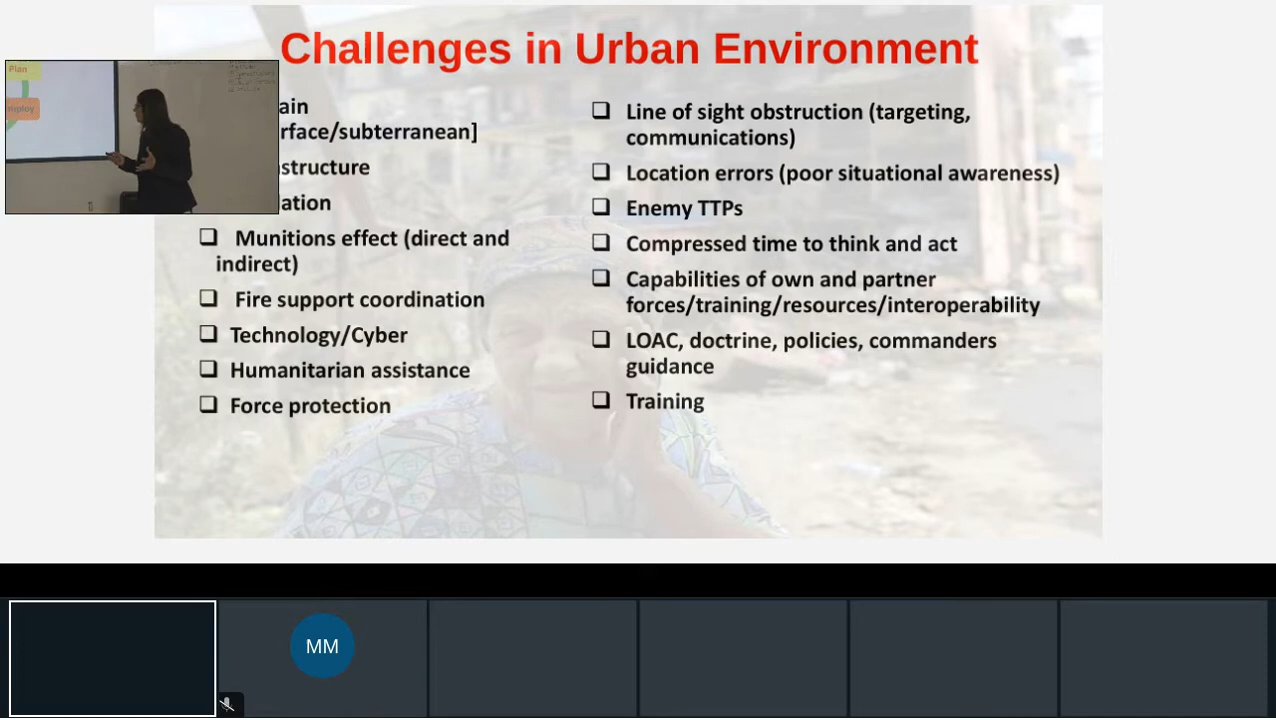 Challenges in Urban Environment
Plan
ain
rface/subterranean]
structure
ation
Munitions effect (direct and
indirect)
Fire support coordination
Technology/Cyber
Humanitarian assistance
Force protection
Line of sight obstruction (targeting,
communications)
Location errors (poor situational awareness)
Enemy TTPs
Compressed time to think and act
Capabilities of own and partner
forces/training/resources/interoperability
LOAC, doctrine, policies, commanders
guidance
Training
MM